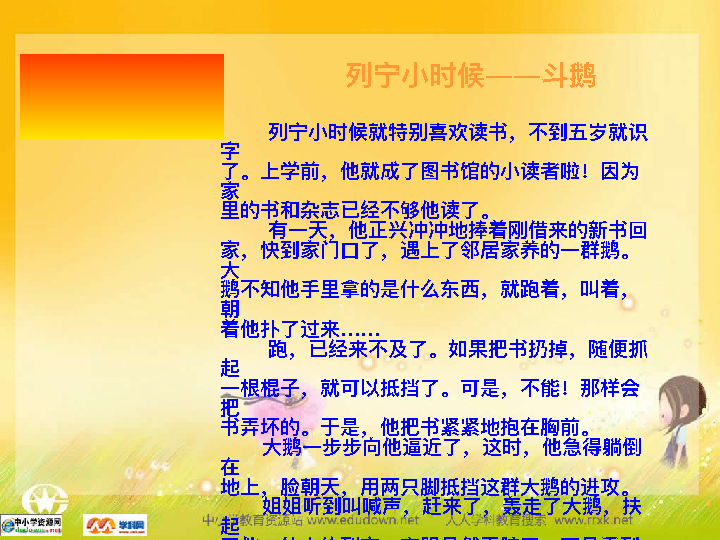 列宁小时候——斗鹅
列宁小时候就特别喜欢读书，不到五岁就识
字
了。上学前，他就成了图书馆的小读者啦！因为
家
里的书和杂志已经不够他读了。
有一天，他正兴冲冲地捧着刚借来的新书回
家，快到家门口了，遇上了邻居家养的一群鹅。
大
鹅不知他手里拿的是什么东西，就跑着，叫着，
朝
着他扑了过来……
跑，已经来不及了。如果把书扔掉，随便抓
起
一根棍子，就可以抵挡了。可是，不能！那样会
把
书弄坏的。于是，他把书紧紧地抱在胸前。
大鹅一步步向他逼近了，这时，他急得躺倒
在
地上，脸朝天，用两只脚抵挡这群大鹅的进攻。
姐姐听到叫喊声，赶来了，轰走了大鹅，扶
起
中小学教育资源站 www.edudown.net 人人学科教育搜索 www.rrxk.net
中小学资源网
学科网